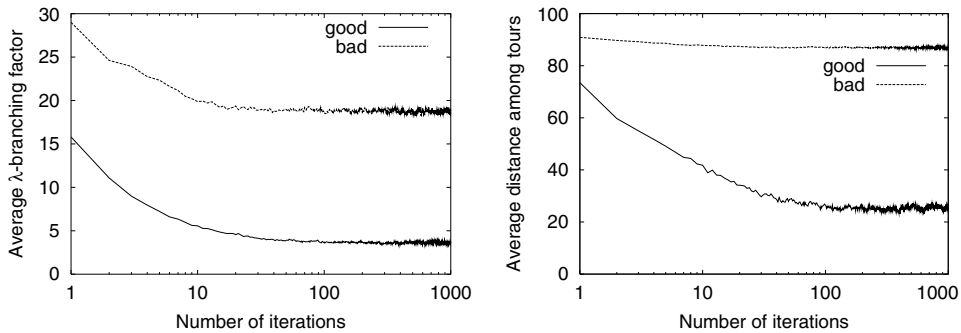 Average λ-branching factor
30
25
20
15
10
5
0
good
bad
1
10
100
1000
Number of iterations
Average distance among tours
100
80
60
40
20
0
good
bad
1
10
100
1000
Number of iterations